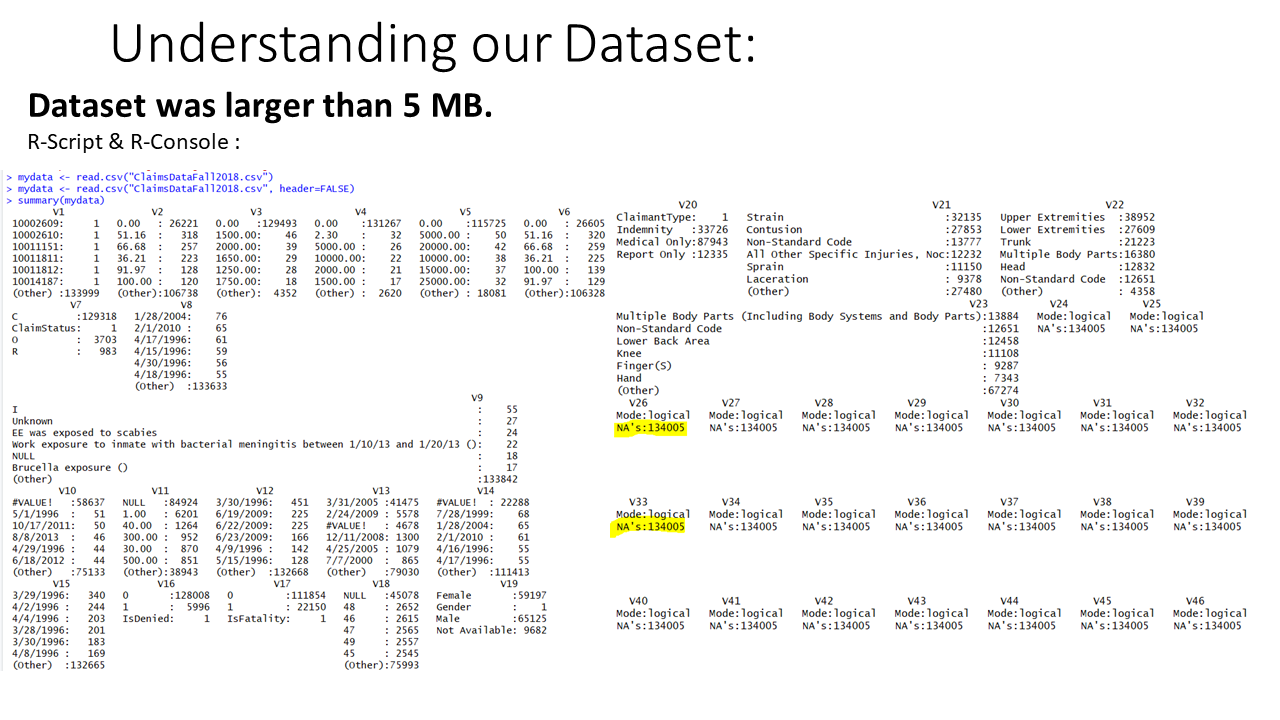 Understanding our Dataset:
Dataset was larger than 5 MB.
R-Script & R-Console :
> mydata <- read.csv("ClaimsDataFall2018.csv")
> mydata <- read.csv("ClaimsDataFall2018.csv", header=FALSE)
> summary(mydata)
V1 V2 V3 V4 V5 V6
10002609: 1 0.00 : 26221 0.00 :129493 0.00 :131267 0.00 :115725 0.00 : 26605
10002610: 1 51.16 : 318 1500.00: 46 2.30 : 32 5000.00 : 50 51.16 : 320
10011151: 1 66.68 : 257 2000.00: 39 5000.00 : 26 20000.00: 42 66.68 : 259
10011811: 1 36.21 : 223 1650.00: 29 10000.00: 22 10000.00: 38 36.21 : 225
10011812: 1 91.97 : 128 1250.00: 28 2000.00 : 21 15000.00: 37 100.00 : 139
10014187: 1 100.00 : 120 1750.00: 18 1500.00 : 17 25000.00: 32 91.97 : 129
(Other) :133999 (Other):106738 (Other): 4352 (Other) : 2620 (Other) : 18081 (Other):106328
V7 V8
C :129318 1/28/2004: 76
ClaimStatus: 1 2/1/2010 : 65
O : 3703 4/17/1996: 61
R : 983 4/15/1996: 59
4/30/1996: 56
4/18/1996: 55
(Other) :133633
V9
I : 55
Unknown : 27
EE was exposed to scabies : 24
Work exposure to inmate with bacterial meningitis between 1/10/13 and 1/20/13 (): 22
NULL : 18
Brucella exposure () : 17
(Other) :133842
V10 V11 V12 V13 V14
#VALUE! :58637 NULL :84924 3/30/1996: 451 3/31/2005 :41475 #VALUE! : 22288
5/1/1996 : 51 1.00 : 6201 6/19/2009: 225 2/24/2009 : 5578 7/28/1999: 68
10/17/2011: 50 40.00 : 1264 6/22/2009: 225 #VALUE! : 4678 1/28/2004: 65
8/8/2013 : 46 300.00 : 952 6/23/2009: 166 12/11/2008: 1300 2/1/2010 : 61
4/29/1996 : 44 30.00 : 870 4/9/1996 : 142 4/25/2005 : 1079 4/16/1996: 55
6/18/2012 : 44 500.00 : 851 5/15/1996: 128 7/7/2000 : 865 4/17/1996: 55
(Other) :75133 (Other):38943 (Other) :132668 (Other) :79030 (Other) :111413
V15 V16 V17 V18 V19
3/29/1996: 340 0 :128008 0 :111854 NULL :45078 Female :59197
4/2/1996 : 244 1 : 5996 1 : 22150 48 : 2652 Gender : 1
4/4/1996 : 203 IsDenied: 1 IsFatality: 1 46 : 2615 Male :65125
3/28/1996: 201 47 : 2565 Not Available: 9682
3/30/1996: 183 49 : 2557
4/8/1996 : 169 45 : 2545
(Other) :132665 (Other):75993
V20 V21 V22
ClaimantType: 1 Strain :32135 Upper Extremities :38952
Indemnity :33726 Contusion :27853 Lower Extremities :27609
Medical Only:87943 Non-Standard Code :13777 Trunk :21223
Report Only :12335 All Other Specific Injuries, Noc:12232 Multiple Body Parts:16380
Sprain :11150 Head :12832
Laceration : 9378 Non-Standard Code :12651
(Other) :27480 (Other) : 4358
V23 V24 V25
Multiple Body Parts (Including Body Systems and Body Parts):13884 Mode:logical Mode:logical
Non-Standard Code :12651 NA's:134005 NA's:134005
Lower Back Area :12458
Knee :11108
Finger(S) : 9287
Hand : 7343
(Other) :67274
V26 V27 V28 V29 V30 V31 V32
Mode:logical Mode:logical Mode:logical Mode:logical Mode:logical Mode:logical Mode:logical
NA's:134005 NA's:134005 NA's:134005 NA's:134005 NA's:134005 NA's:134005 NA's:134005
V33 V34 V35 V36 V37 V38 V39
Mode:logical Mode:logical Mode:logical Mode:logical Mode:logical Mode:logical Mode:logical
NA's:134005 NA's:134005 NA's:134005 NA's:134005 NA's:134005 NA's:134005 NA's:134005
V40 V41 V42 V43 V44 V45 V46
Mode:logical Mode:logical Mode:logical Mode:logical Mode:logical Mode:logical Mode:logical
NA's:134005 NA's:134005 NA's:134005 NA's:134005 NA's:134005 NA's:134005 NA's:134005